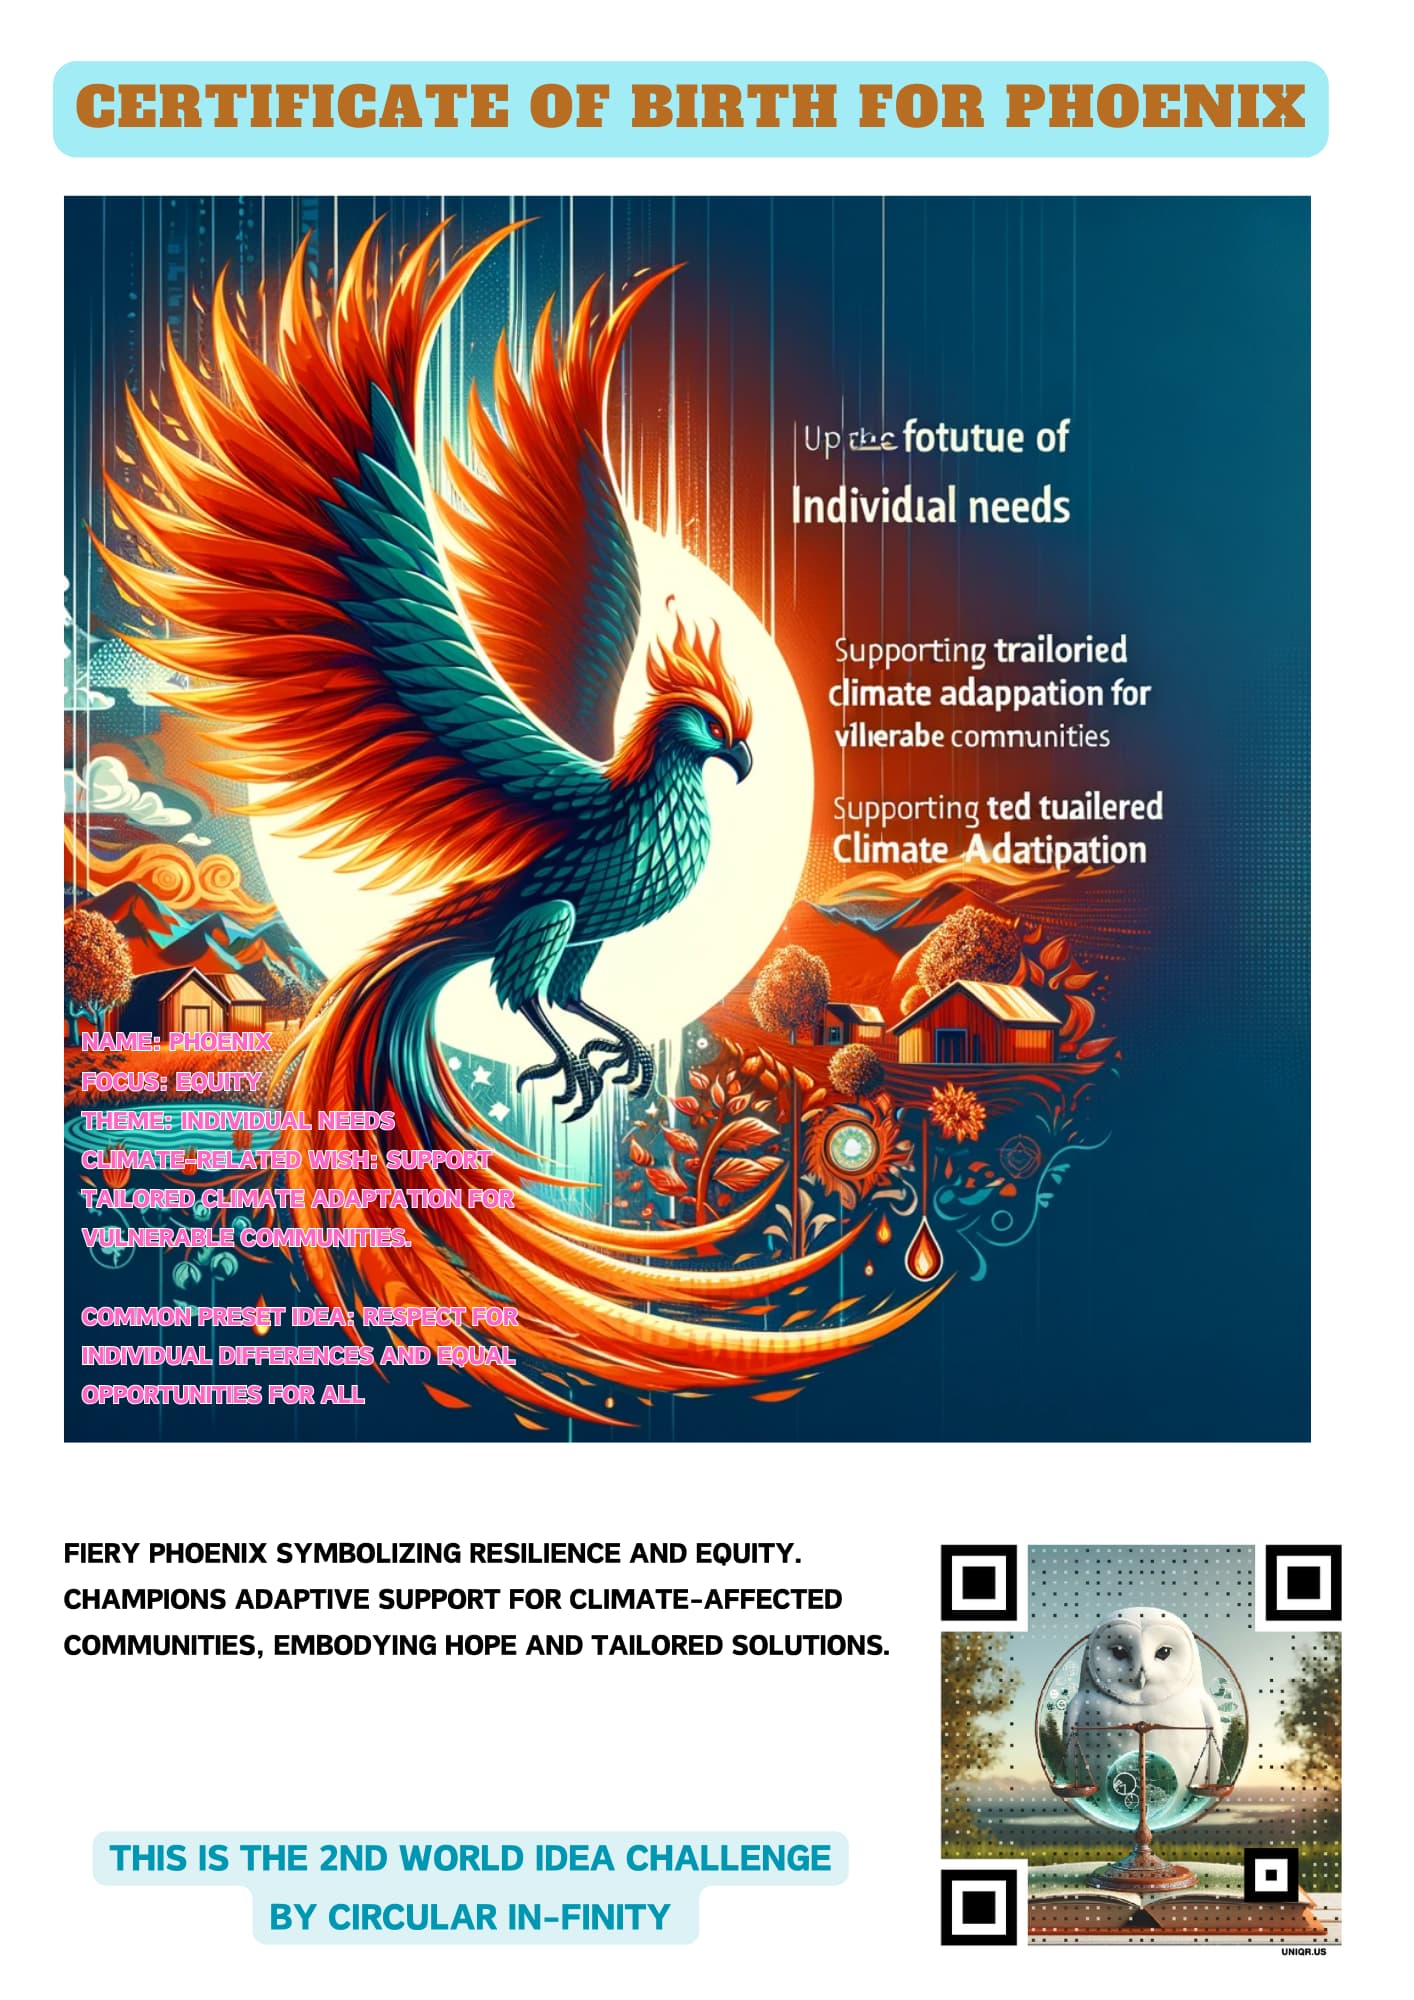 CERTIFICATE OF BIRTH FOR PHOENIX
Up the fotutue of
Individual needs
Supporting trailoried
climate adappation for
villierabe communities
Supporting ted tuailered
Climate Adatipation
NAME: PHOENIX
FOCUS: EQUITY
THEME: INDIVIDUAL NEEDS
CLIMATE-RELATED WISH: SUPPORT
TAILORED CLIMATE ADAPTATION FOR
VULNERABLE COMMUNITIES.
COMMON PRESET IDEA: RESPECT FOR
INDIVIDUAL DIFFERENCES AND EQUAL
OPPORTUNITIES FOR ALL
FIERY PHOENIX SYMBOLIZING RESILIENCE AND EQUITY.
CHAMPIONS ADAPTIVE SUPPORT FOR CLIMATE-AFFECTED
COMMUNITIES, EMBODYING HOPE AND TAILORED SOLUTIONS.
THIS IS THE 2ND WORLD IDEA CHALLENGE
BY CIRCULAR IN-FINITY
UNIQR.US